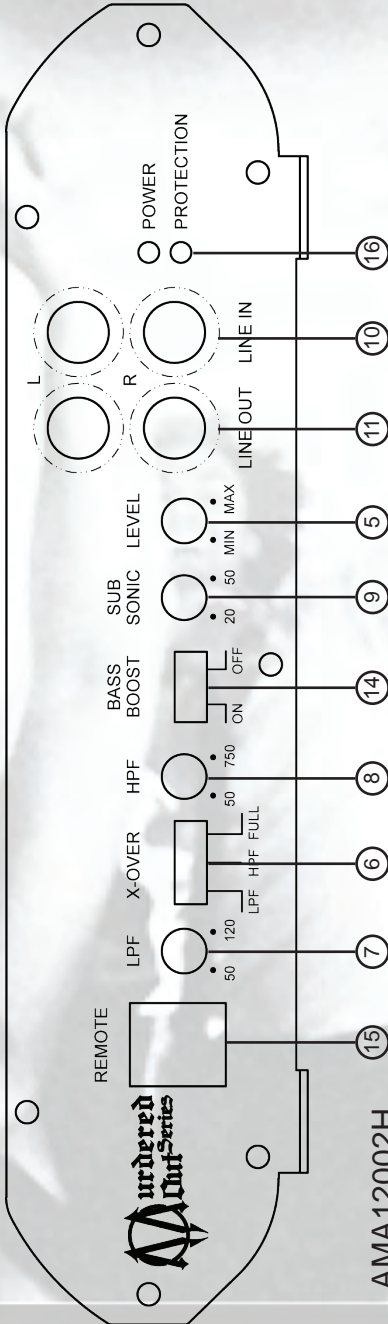 Murdered
Out Series
REMOTE
LPF
50 120
X-OVER
LPF HPF FULL
HPF
50 750
BASS
BOOST
ON OFF
SUB
SONIC
20 50
LEVEL
MIN MAX
L
R
LINE OUT
LINE IN
POWER
PROTECTION
15 7 6 8 14 9 5 11 10 16
AMA12002H